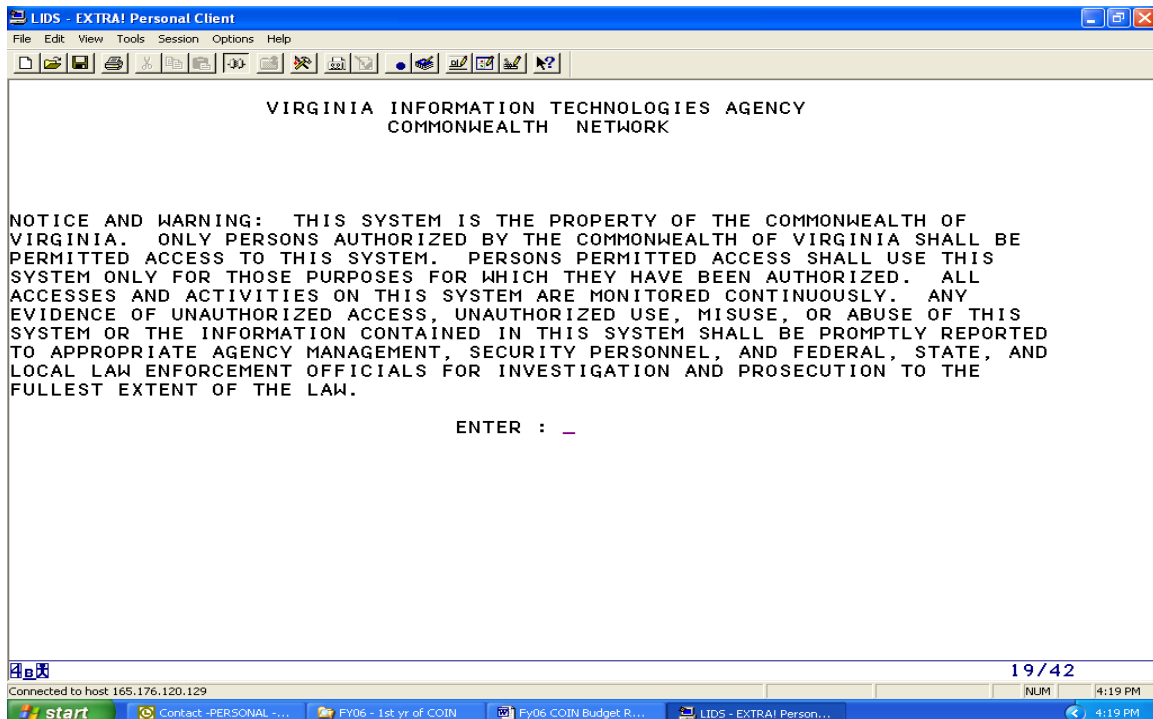 LIDS - EXTRA! Personal Client
File Edit View Tools Session Options Help
VIRGINIA INFORMATION TECHNOLOGIES AGENCY
COMMONWEALTH NETWORK
NOTICE AND WARNING: THIS SYSTEM IS THE PROPERTY OF THE COMMONWEALTH OF
VIRGINIA. ONLY PERSONS AUTHORIZED BY THE COMMONWEALTH OF VIRGINIA SHALL BE
PERMITTED ACCESS TO THIS SYSTEM. PERSONS PERMITTED ACCESS SHALL USE THIS
SYSTEM ONLY FOR THOSE PURPOSES FOR WHICH THEY HAVE BEEN AUTHORIZED. ALL
ACCESSES AND ACTIVITIES ON THIS SYSTEM ARE MONITORED CONTINUOUSLY. ANY
EVIDENCE OF UNAUTHORIZED ACCESS, UNAUTHORIZED USE, MISUSE, OR ABUSE OF THIS
SYSTEM OR THE INFORMATION CONTAINED IN THIS SYSTEM SHALL BE PROMPTLY REPORTED
TO APPROPRIATE AGENCY MANAGEMENT, SECURITY PERSONNEL, AND FEDERAL, STATE, AND
LOCAL LAW ENFORCEMENT OFFICIALS FOR INVESTIGATION AND PROSECUTION TO THE
FULLEST EXTENT OF THE LAW.
ENTER : _
4B 19/42
Connected to host 165.176.120.129 NUM 4:19 PM
start Contact -PERSONAL -... FY06 - 1st yr of COIN Fy06 COIN Budget R... LIDS - EXTRA! Person... 4:19 PM